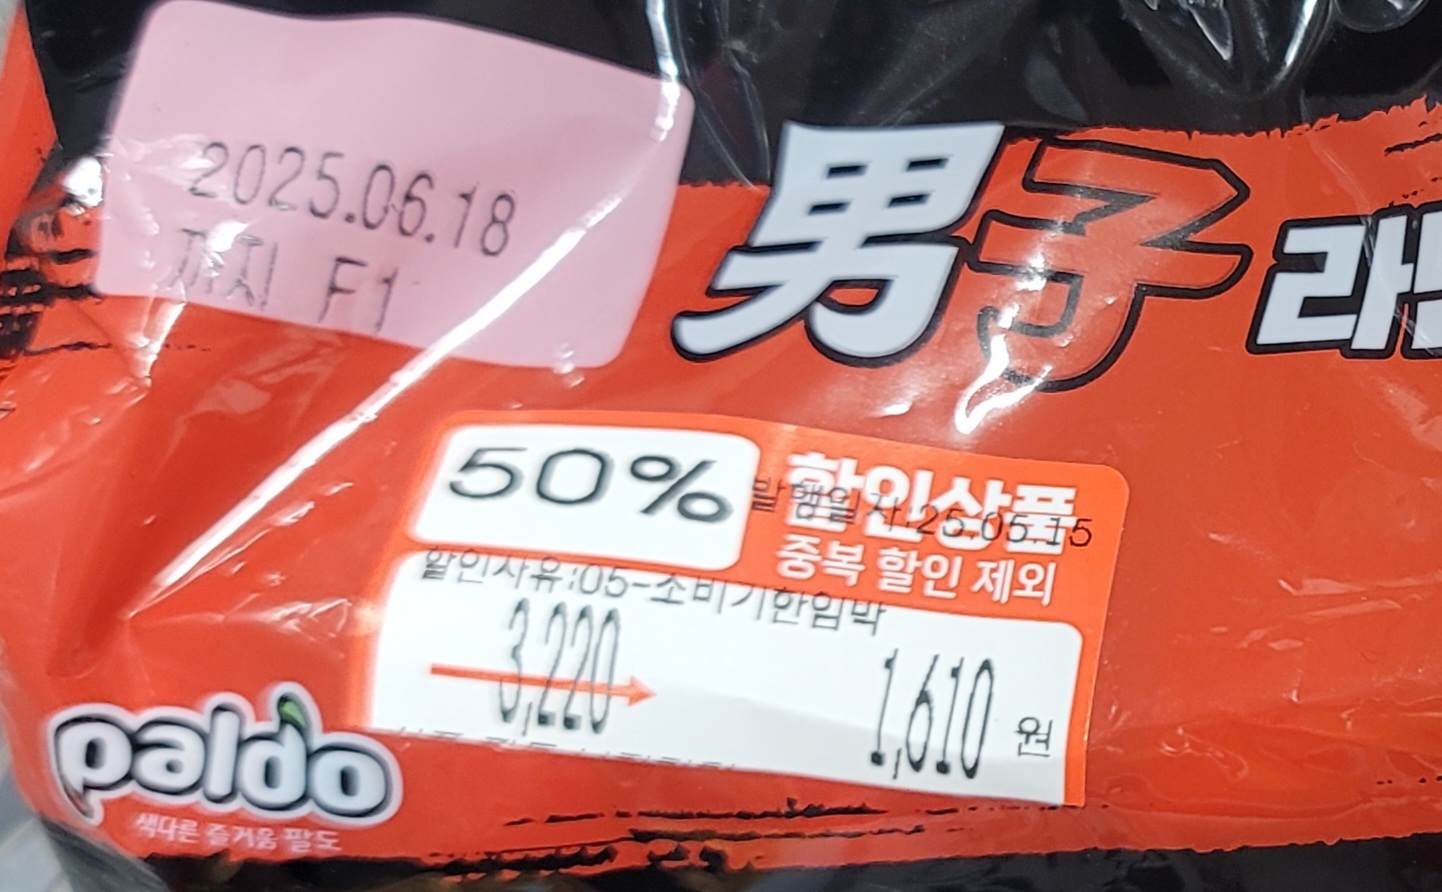 2025.06.18
까지 F1
男子라면
50%
할인상품
발행일자:25.05.15
중복 할인 제외
할인사유:05-소비기한임박
3,220
1,610 원
paldo
색다른 즐거움 팔도